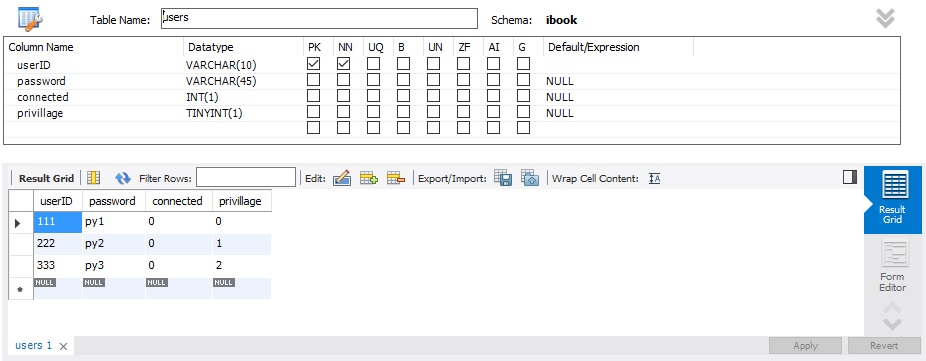 Table Name: users Schema: ibook
Column Name Datatype PK NN UQ B UN ZF AI G Default/Expression
userID VARCHAR(10)
password VARCHAR(45) NULL
connected INT(1) NULL
privillage TINYINT(1) NULL
Result Grid Filter Rows: Edit: Export/Import: Wrap Cell Content: IA
userID password connected privillage
111 py1 0 0
222 py2 0 1
333 py3 0 2
NULL NULL NULL NULL
Result
Grid
Form
Editor
users 1 Apply Revert